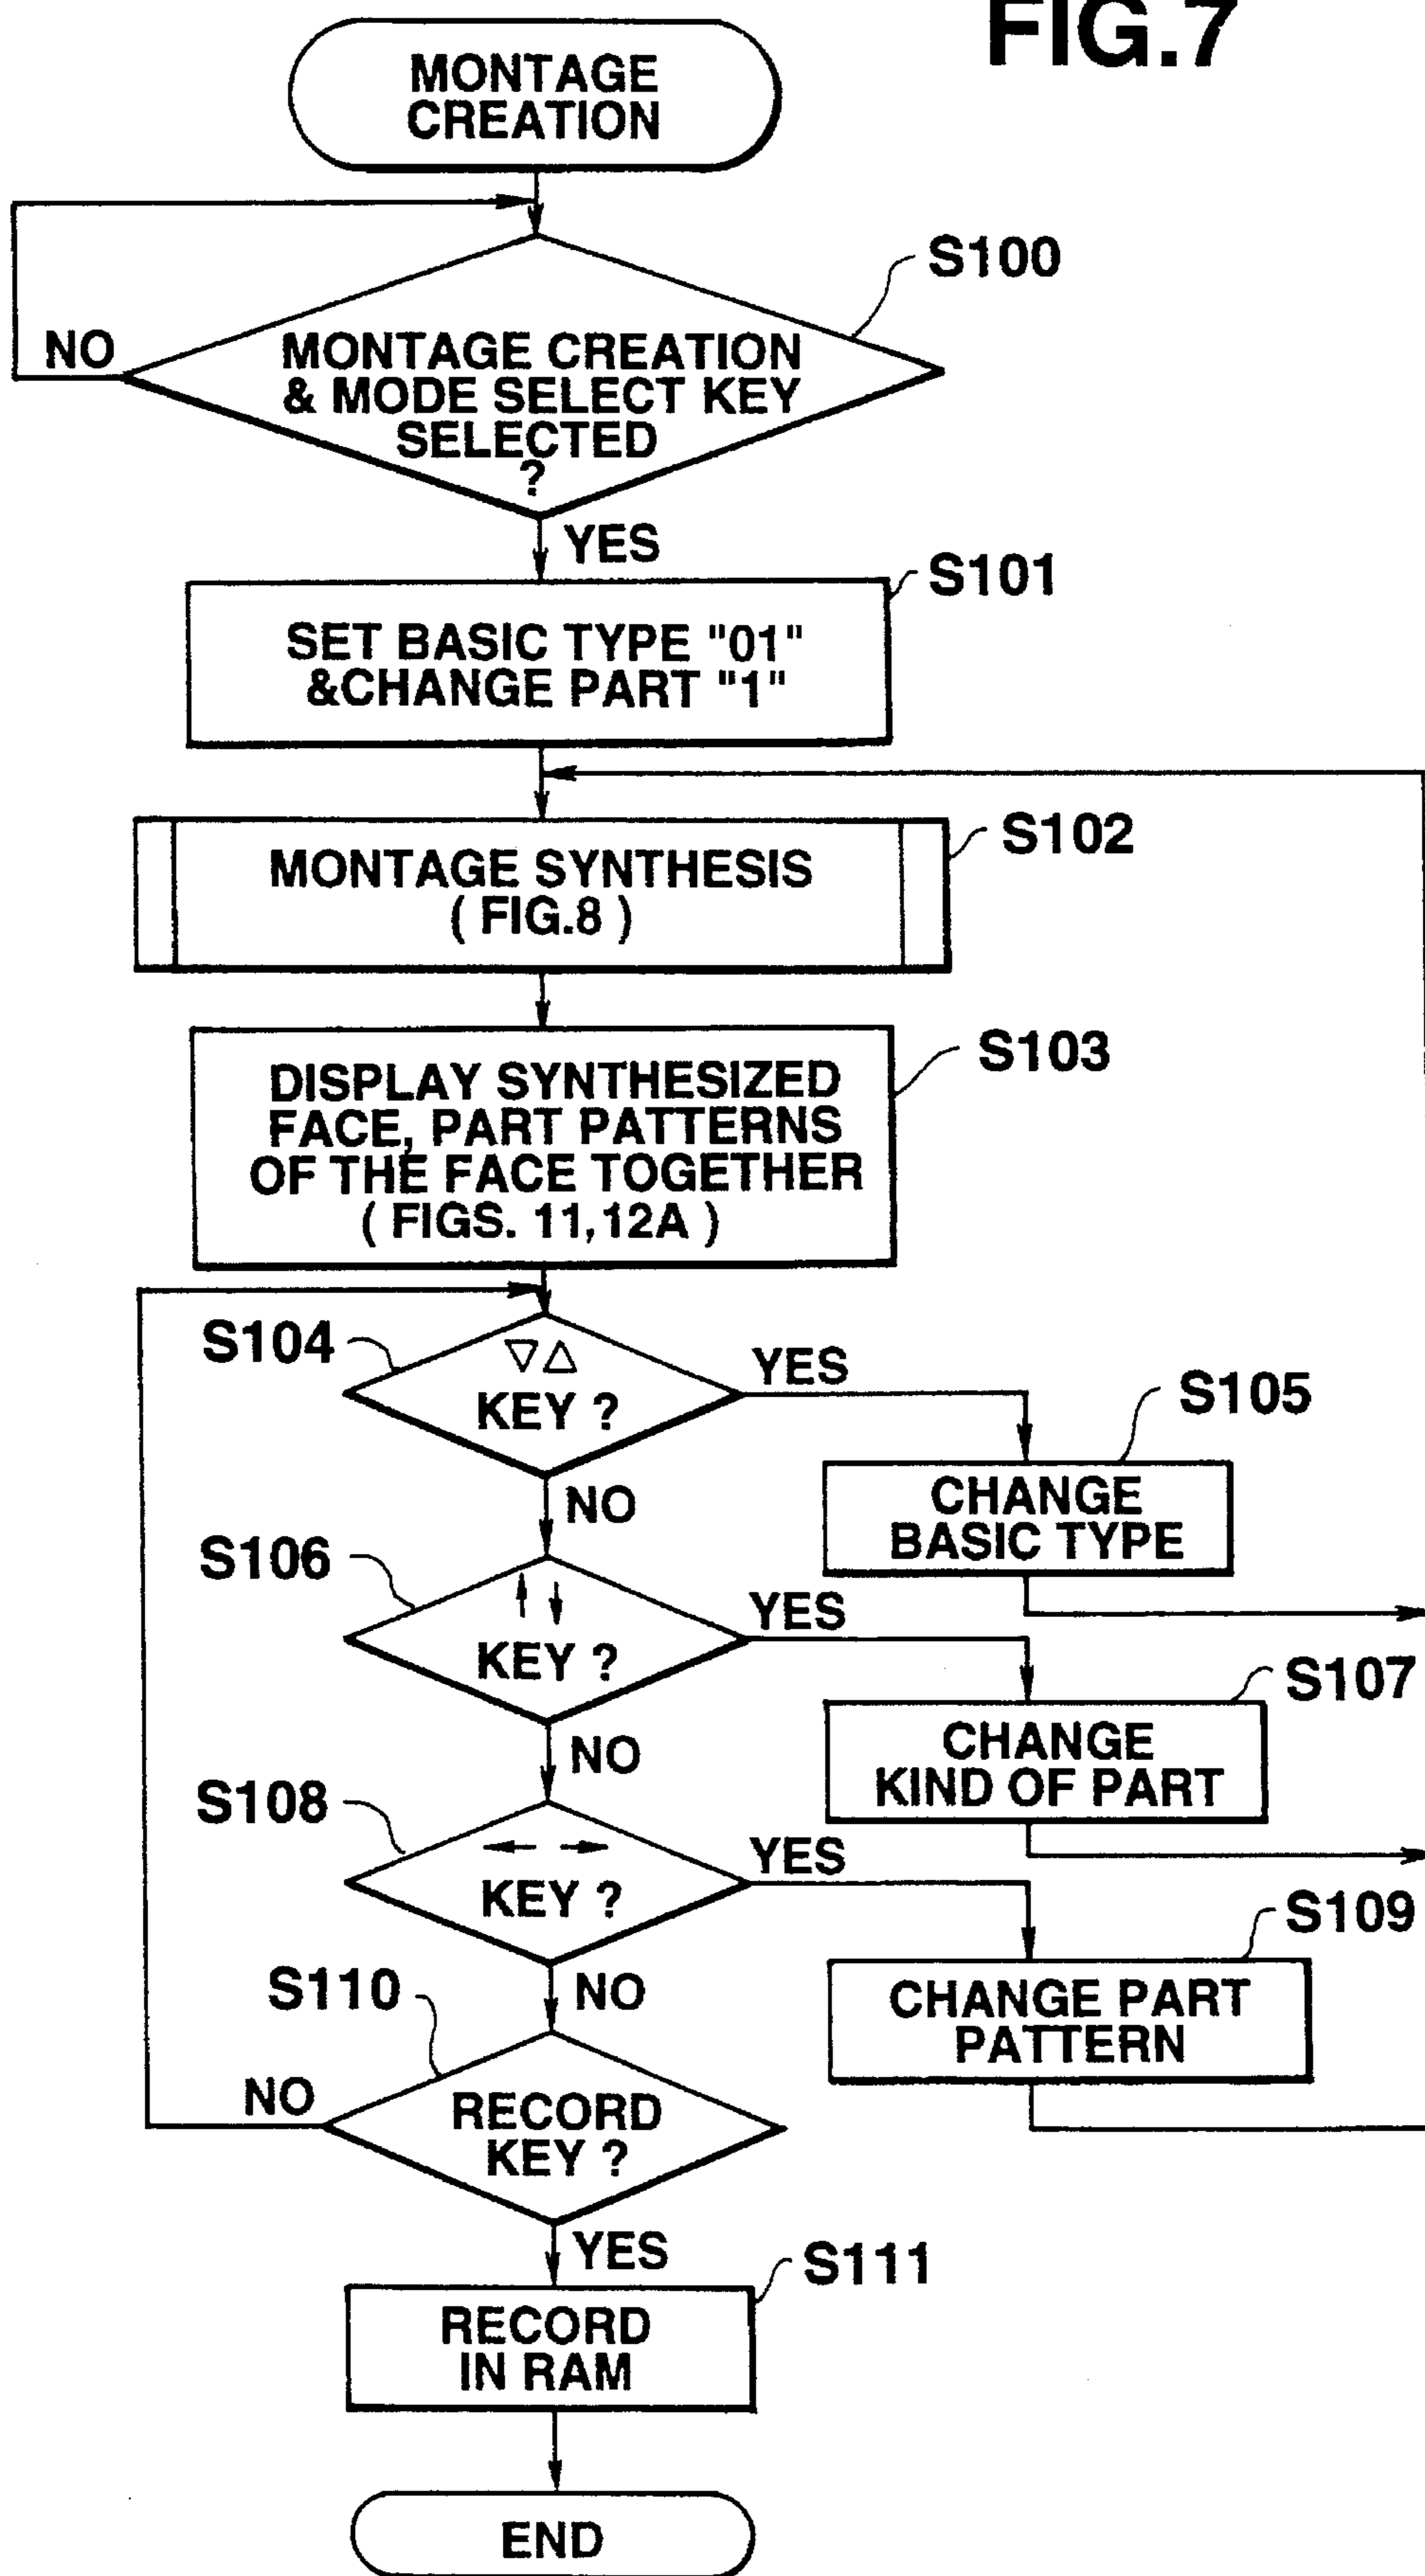 FIG.7
MONTAGE
CREATION
S100
NO
MONTAGE CREATION
& MODE SELECT KEY
SELECTED
?
YES
S101
SET BASIC TYPE "01"
&CHANGE PART "1"
S102
MONTAGE SYNTHESIS
( FIG.8 )
S103
DISPLAY SYNTHESIZED
FACE, PART PATTERNS
OF THE FACE TOGETHER
( FIGS. 11,12A )
S104
▽△
KEY ?
YES
S105
CHANGE
BASIC TYPE
NO
S106
↑ ↓
KEY ?
YES
S107
CHANGE
KIND OF PART
NO
S108
← →
KEY ?
YES
S109
CHANGE PART
PATTERN
NO
S110
NO
RECORD
KEY ?
YES
S111
RECORD
IN RAM
END